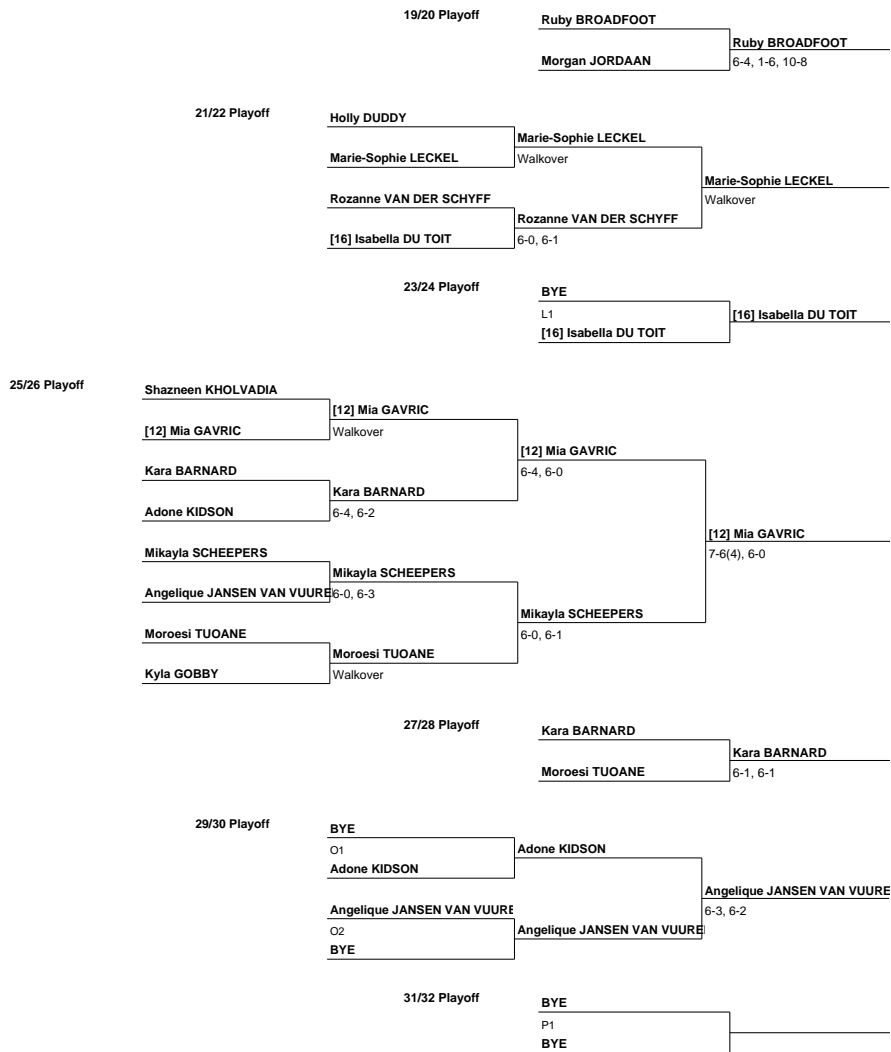 19/20 Playoff
Ruby BROADFOOT
Ruby BROADFOOT
Morgan JORDAAN
6-4, 1-6, 10-8
21/22 Playoff
Holly DUDDY
Marie-Sophie LECKEL
Marie-Sophie LECKEL
Walkover
Marie-Sophie LECKEL
Walkover
Rozanne VAN DER SCHYFF
Rozanne VAN DER SCHYFF
[16] Isabella DU TOIT
6-0, 6-1
23/24 Playoff
BYE
L1
[16] Isabella DU TOIT
[16] Isabella DU TOIT
25/26 Playoff
Shazneen KHOLVADIA
[12] Mia GAVRIC
[12] Mia GAVRIC
Walkover
[12] Mia GAVRIC
6-4, 6-0
Kara BARNARD
Kara BARNARD
Adone KIDSON
6-4, 6-2
[12] Mia GAVRIC
7-6(4), 6-0
Mikayla SCHEEPERS
Mikayla SCHEEPERS
Angelique JANSEN VAN VUURE
6-0, 6-3
Mikayla SCHEEPERS
6-0, 6-1
Moroesi TUOANE
Moroesi TUOANE
Kyla GOBBY
Walkover
27/28 Playoff
Kara BARNARD
Kara BARNARD
Moroesi TUOANE
6-1, 6-1
29/30 Playoff
BYE
O1
Adone KIDSON
Adone KIDSON
Angelique JANSEN VAN VUURE
6-3, 6-2
Angelique JANSEN VAN VUURE
O2
Angelique JANSEN VAN VUURE
BYE
31/32 Playoff
BYE
P1
BYE